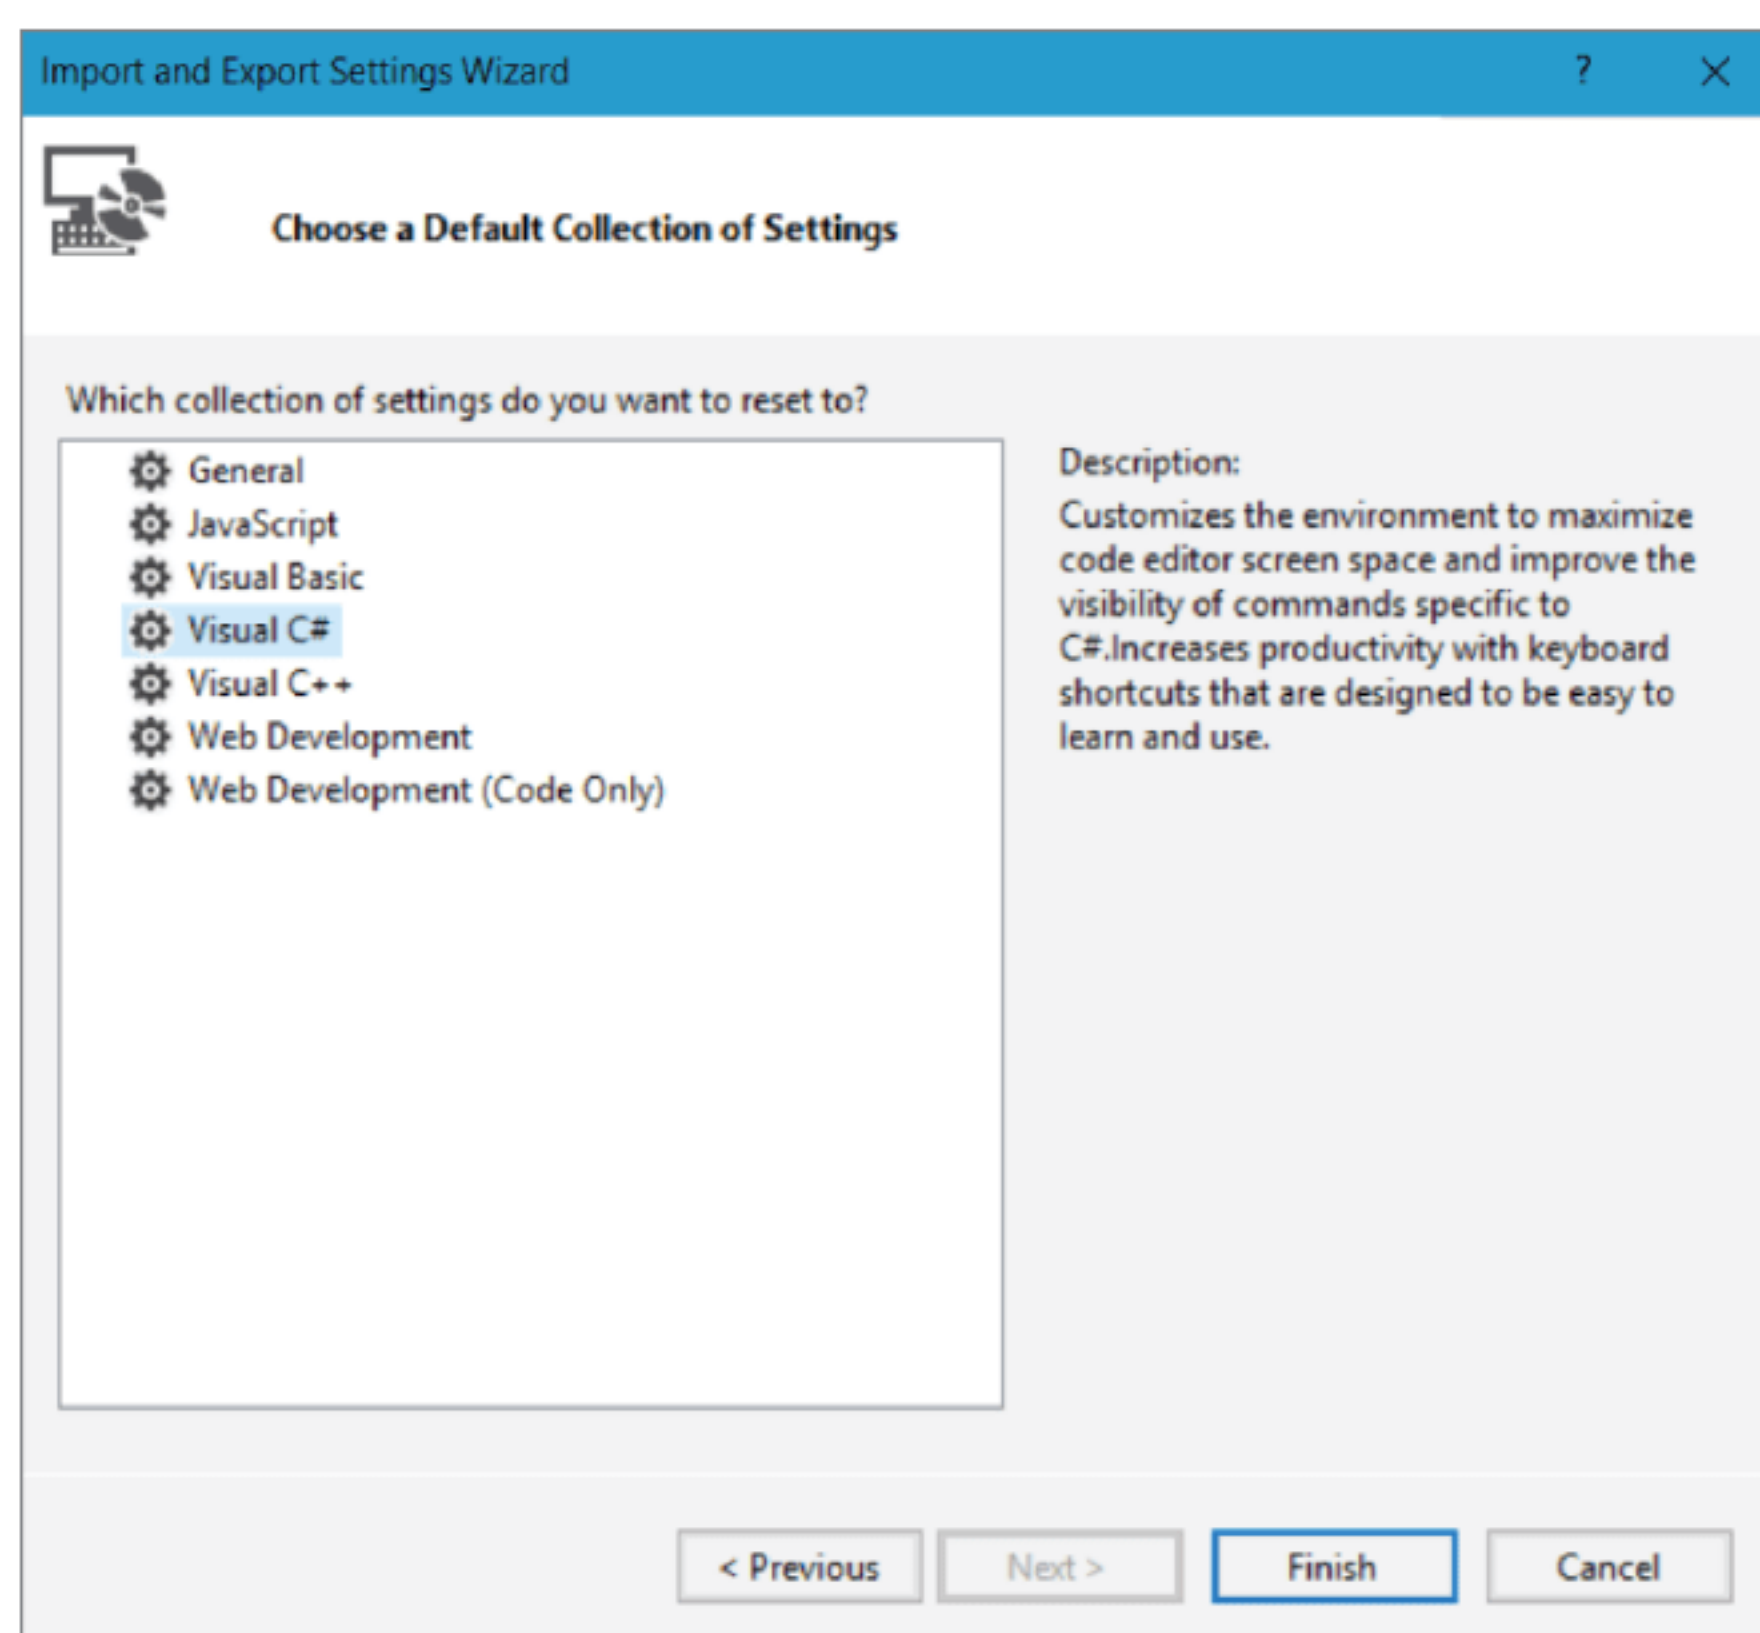 Import and Export Settings Wizard
?
Choose a Default Collection of Settings
Which collection of settings do you want to reset to?
General
JavaScript
Visual Basic
Visual C#
Visual C++
Web Development
Web Development (Code Only)
Description:
Customizes the environment to maximize
code editor screen space and improve the
visibility of commands specific to
C#.Increases productivity with keyboard
shortcuts that are designed to be easy to
learn and use.
< Previous
Next >
Finish
Cancel